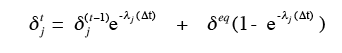 δ_j^t = δ_j^(t-1) e^-λ_j(Δt) + δ^eq (1- e^-λ_j(Δt) )